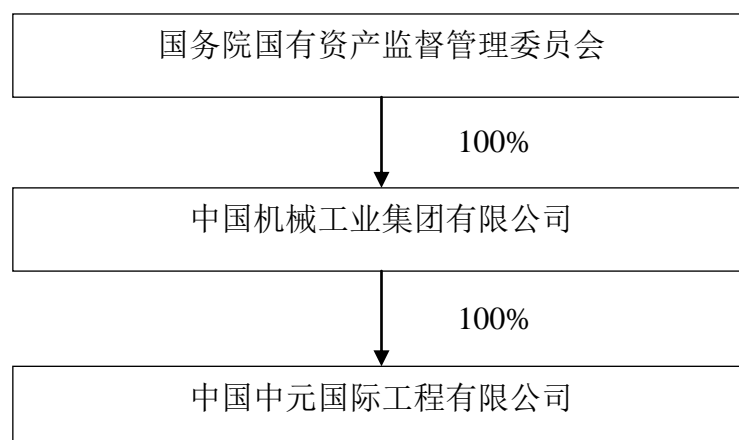 国务院国有资产监督管理委员会
100%
中国机械工业集团有限公司
100%
中国中元国际工程有限公司